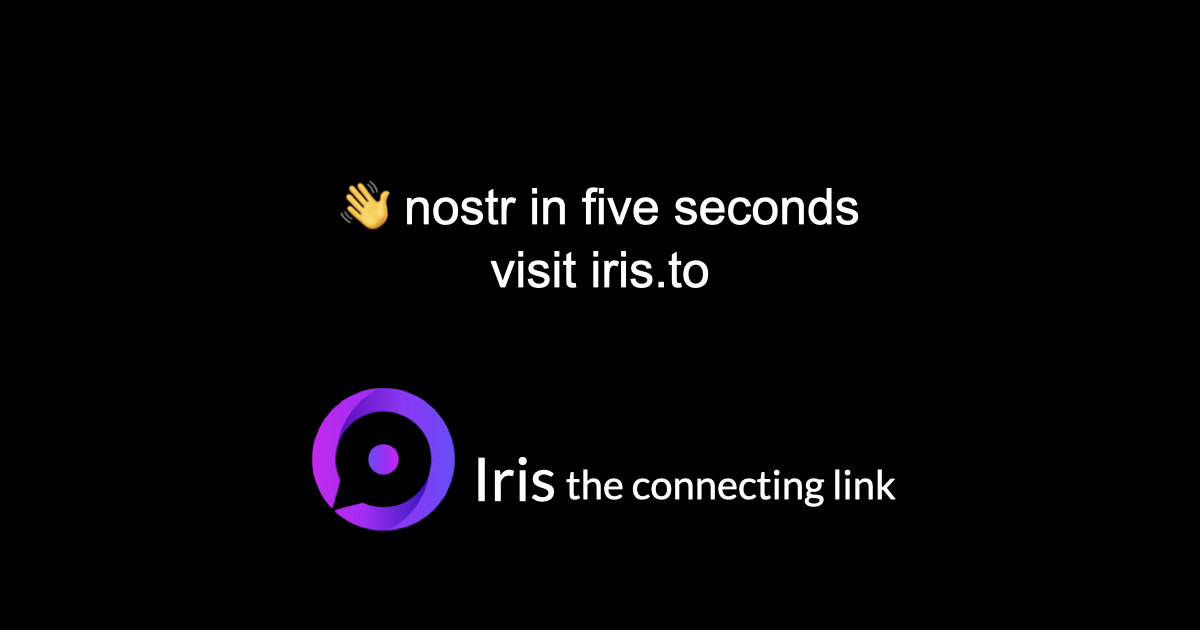 👋 nostr in five seconds
visit iris.to
Iris the connecting link